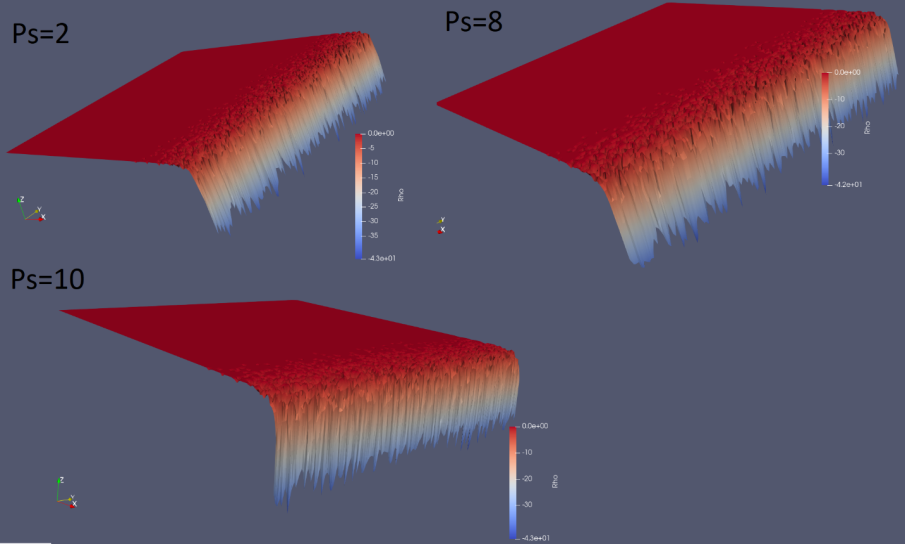 Ps=2
0.0e+00
-5
-10
-15
-20
-25
-30
-35
-4.3e+01
Rho
Z
Y
X
Ps=8
0.0e+00
-10
-20
-30
-4.2e+01
Rho
Y
X
Ps=10
0.0e+00
-10
-20
-30
-4.3e+01
Rho
Z
Y
X